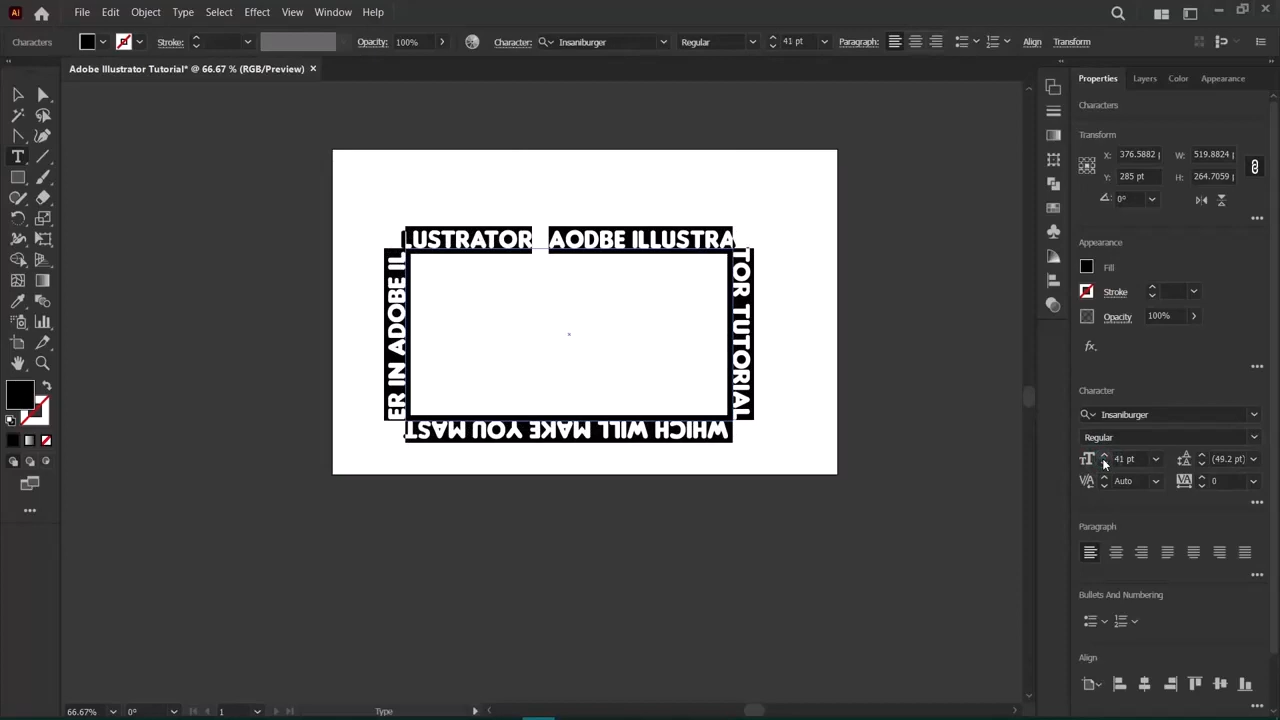 Ai File Edit Object Type Select Effect View Window Help
Characters Stroke: Opacity: 100% Character: Insaniburger Regular 41 pt Paragraph: Align Transform
Adobe Illustrator Tutorial* @ 66.67 % (RGB/Preview) ×
Properties Layers Color Appearance
Characters
Transform
X: 376.5882 p W: 519.8824
Y: 285 pt H: 264.7059
0°
Appearance
Fill
Stroke
Opacity 100%
fx.
Character
Insaniburger
Regular
41 pt (49.2 pt)
Auto 0
Paragraph
Bullets And Numbering
Align
LUSTRATOR AODBE ILLUSTRA
TOR TUTORIAL
WHICH WILL MAKE YOU MAST
ER IN ADOBE IL
66.67% 0° 1 Type